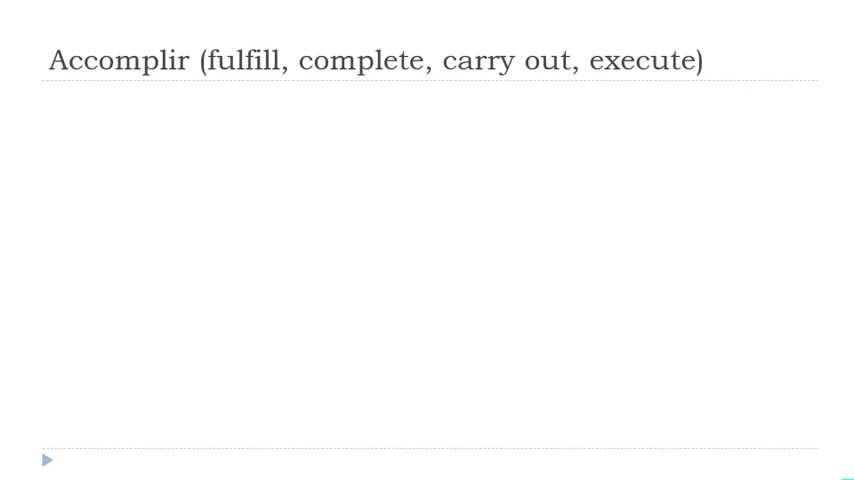 Accomplir (fulfill, complete, carry out, execute)